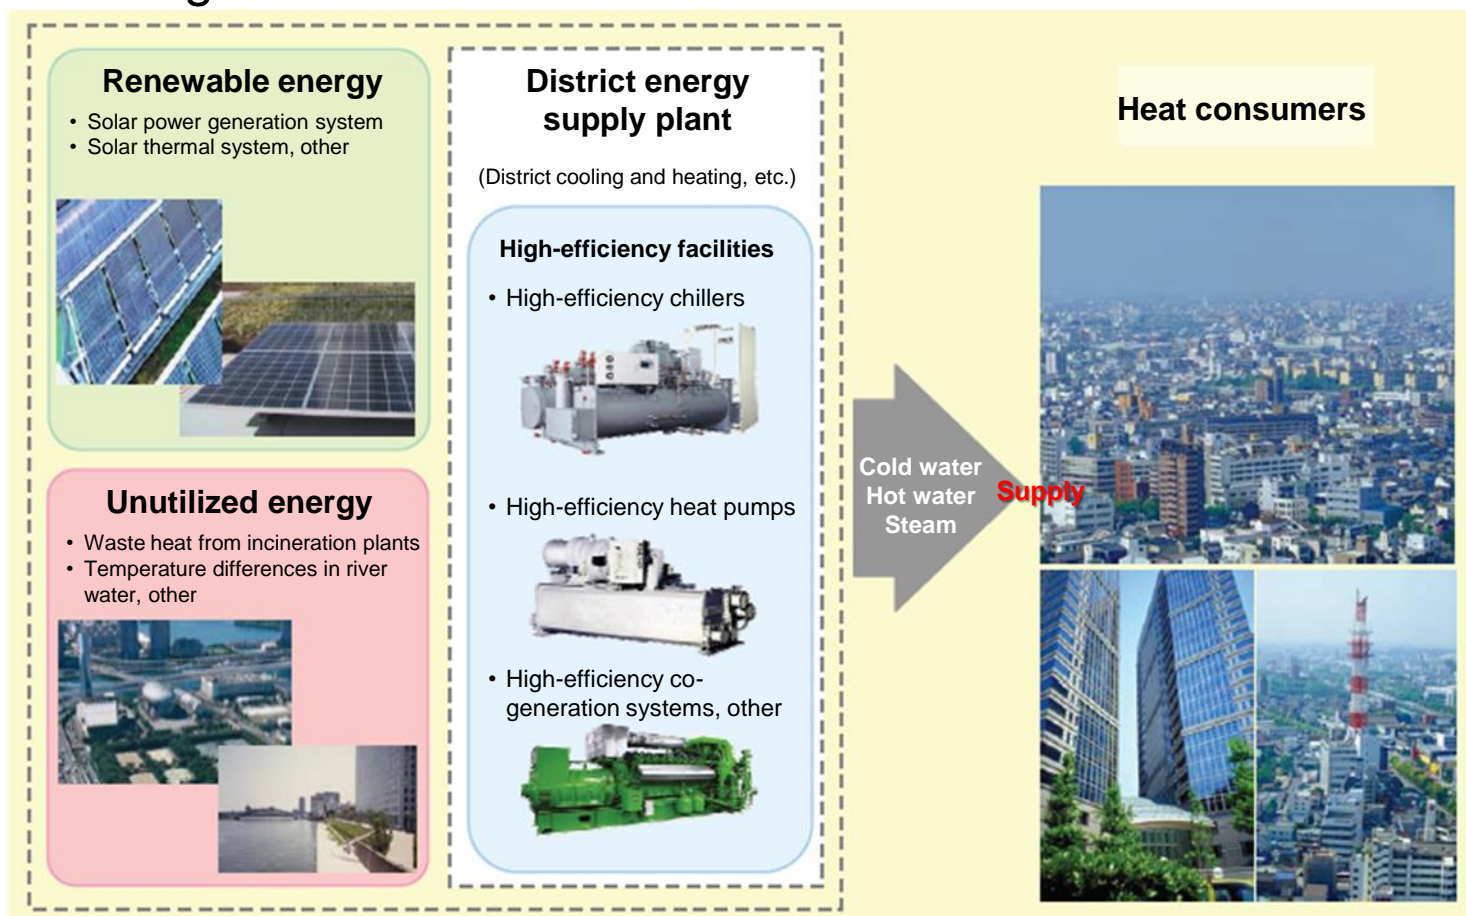 Renewable energy
• Solar power generation system
• Solar thermal system, other
Unutilized energy
• Waste heat from incineration plants
• Temperature differences in river
water, other
District energy
supply plant
(District cooling and heating, etc.)
High-efficiency facilities
• High-efficiency chillers
• High-efficiency heat pumps
• High-efficiency co-
generation systems, other
Cold water
Hot water
Steam
Supply
Heat consumers